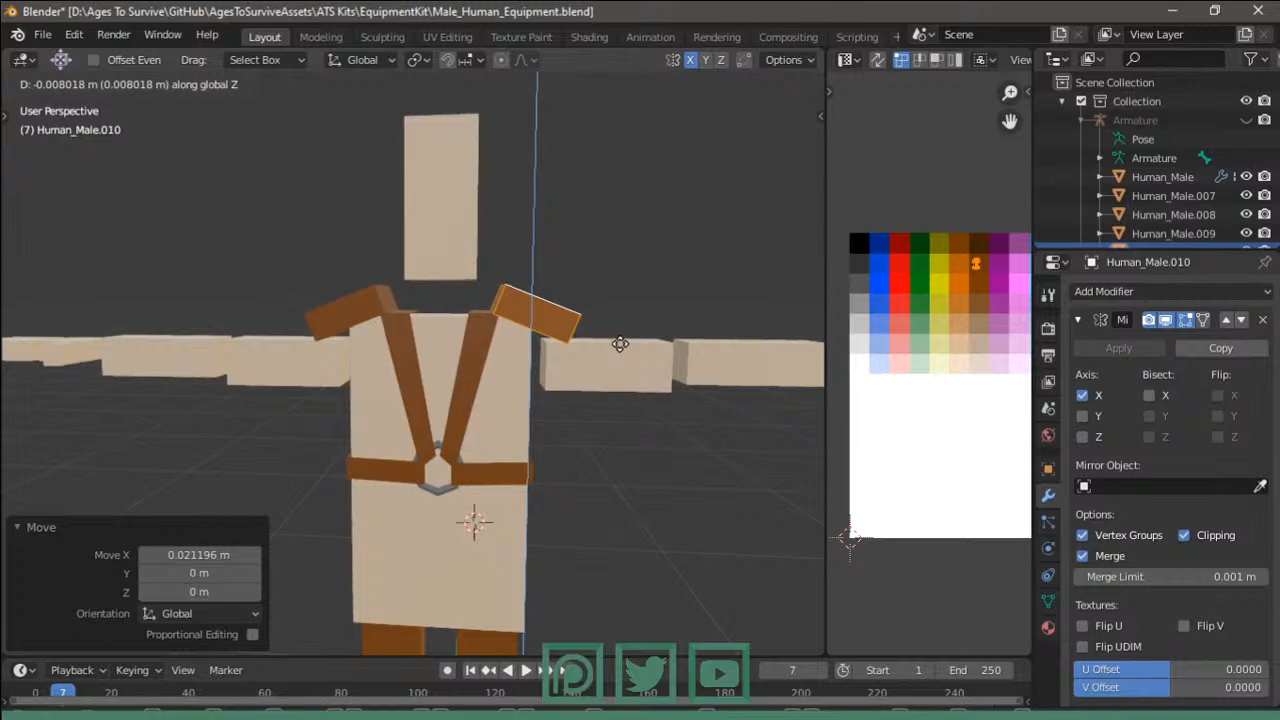 Blender* [D:\Ages To Survive\GitHub\AgesToSurviveAssets\ATS Kits\EquipmentKit\Male_Human_Equipment.blend]
File Edit Render Window Help
Layout Modeling Sculpting UV Editing Texture Paint Shading Animation Rendering Compositing Scripting
Scene
View Layer
Offset Even Drag: Select Box Global X Y Z Options
D: -0.008018 m (0.008018 m) along global Z
User Perspective
(7) Human_Male.010
Scene Collection
Collection
Armature
Pose
Armature
Human_Male
Human_Male.007
Human_Male.008
Human_Male.009
Human_Male.010
Add Modifier
Mi
Apply Copy
Axis: Bisect: Flip:
X X X
Y Y Y
Z Z Z
Mirror Object:
Options:
Vertex Groups Clipping
Merge
Merge Limit 0.001 m
Textures:
Flip U Flip V
Flip UDIM
U Offset 0.0000
V Offset 0.0000
Move
Move X 0.021196 m
Y 0 m
Z 0 m
Orientation Global
Proportional Editing
Playback Keying View Marker
7 Start 1 End 250
0 7 20 40 60 80 100 120 160 180 200 220 240